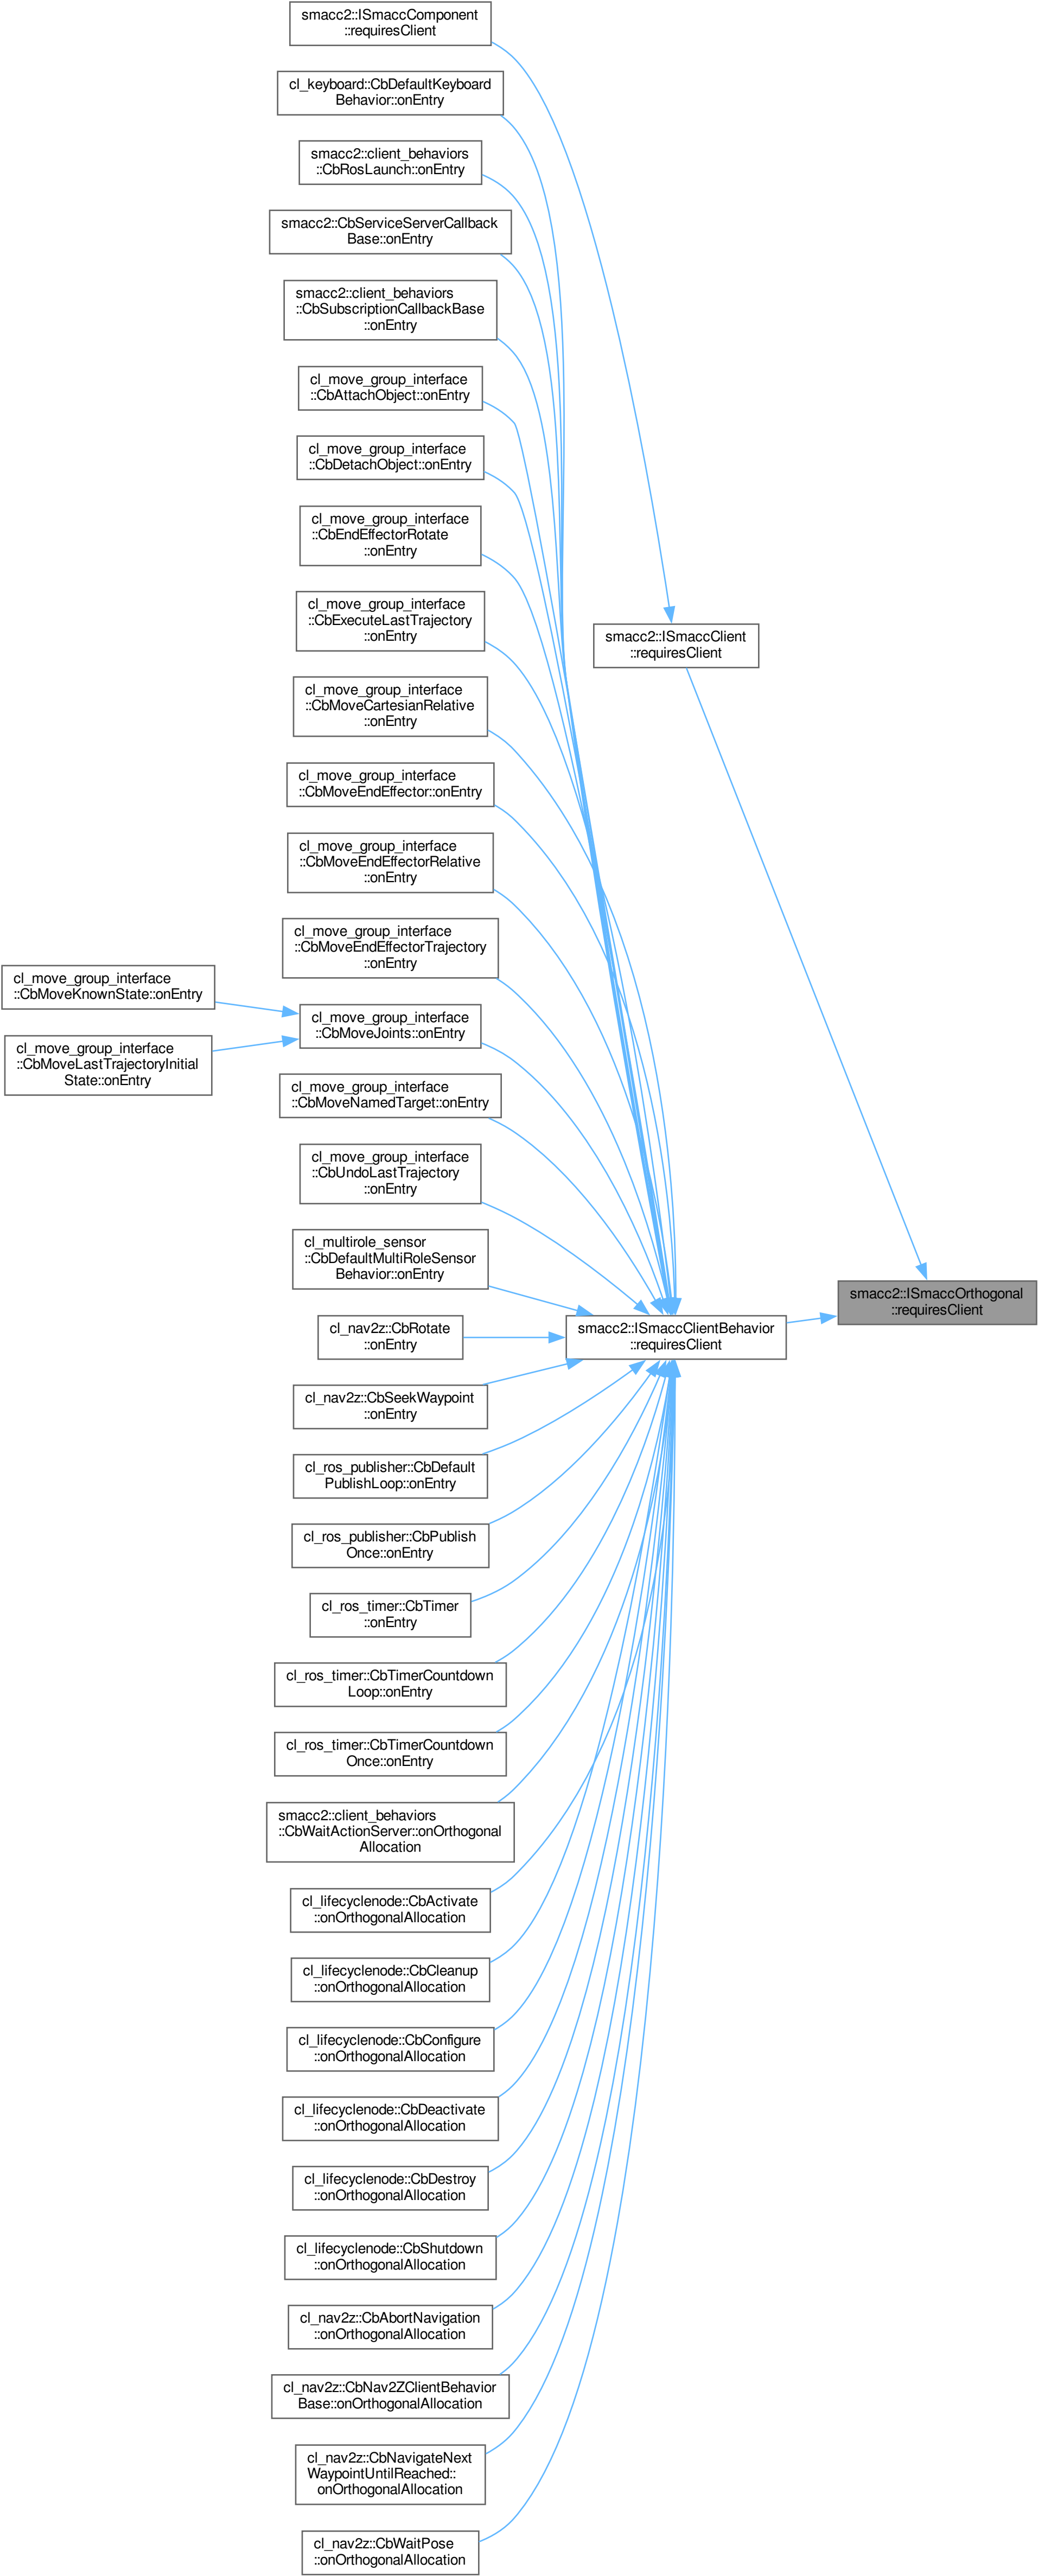 smacc2::ISmaccComponent
::requiresClient
cl_keyboard::CbDefaultKeyboard
Behavior::onEntry
smacc2::client_behaviors
::CbRosLaunch::onEntry
smacc2::CbServiceServerCallback
Base::onEntry
smacc2::client_behaviors
::CbSubscriptionCallbackBase
::onEntry
cl_move_group_interface
::CbAttachObject::onEntry
cl_move_group_interface
::CbDetachObject::onEntry
cl_move_group_interface
::CbEndEffectorRotate
::onEntry
cl_move_group_interface
::CbExecuteLastTrajectory
::onEntry
smacc2::ISmaccClient
::requiresClient
cl_move_group_interface
::CbMoveCartesianRelative
::onEntry
cl_move_group_interface
::CbMoveEndEffector::onEntry
cl_move_group_interface
::CbMoveEndEffectorRelative
::onEntry
cl_move_group_interface
::CbMoveEndEffectorTrajectory
::onEntry
cl_move_group_interface
::CbMoveKnownState::onEntry
cl_move_group_interface
::CbMoveJoints::onEntry
cl_move_group_interface
::CbMoveLastTrajectoryInitial
State::onEntry
cl_move_group_interface
::CbMoveNamedTarget::onEntry
cl_move_group_interface
::CbUndoLastTrajectory
::onEntry
cl_multirole_sensor
::CbDefaultMultiRoleSensor
Behavior::onEntry
smacc2::ISmaccOrthogonal
::requiresClient
cl_nav2z::CbRotate
::onEntry
smacc2::ISmaccClientBehavior
::requiresClient
cl_nav2z::CbSeekWaypoint
::onEntry
cl_ros_publisher::CbDefault
PublishLoop::onEntry
cl_ros_publisher::CbPublish
Once::onEntry
cl_ros_timer::CbTimer
::onEntry
cl_ros_timer::CbTimerCountdown
Loop::onEntry
cl_ros_timer::CbTimerCountdown
Once::onEntry
smacc2::client_behaviors
::CbWaitActionServer::onOrthogonal
Allocation
cl_lifecyclenode::CbActivate
::onOrthogonalAllocation
cl_lifecyclenode::CbCleanup
::onOrthogonalAllocation
cl_lifecyclenode::CbConfigure
::onOrthogonalAllocation
cl_lifecyclenode::CbDeactivate
::onOrthogonalAllocation
cl_lifecyclenode::CbDestroy
::onOrthogonalAllocation
cl_lifecyclenode::CbShutdown
::onOrthogonalAllocation
cl_nav2z::CbAbortNavigation
::onOrthogonalAllocation
cl_nav2z::CbNav2ZClientBehavior
Base::onOrthogonalAllocation
cl_nav2z::CbNavigateNext
WaypointUntilReached::
onOrthogonalAllocation
cl_nav2z::CbWaitPose
::onOrthogonalAllocation